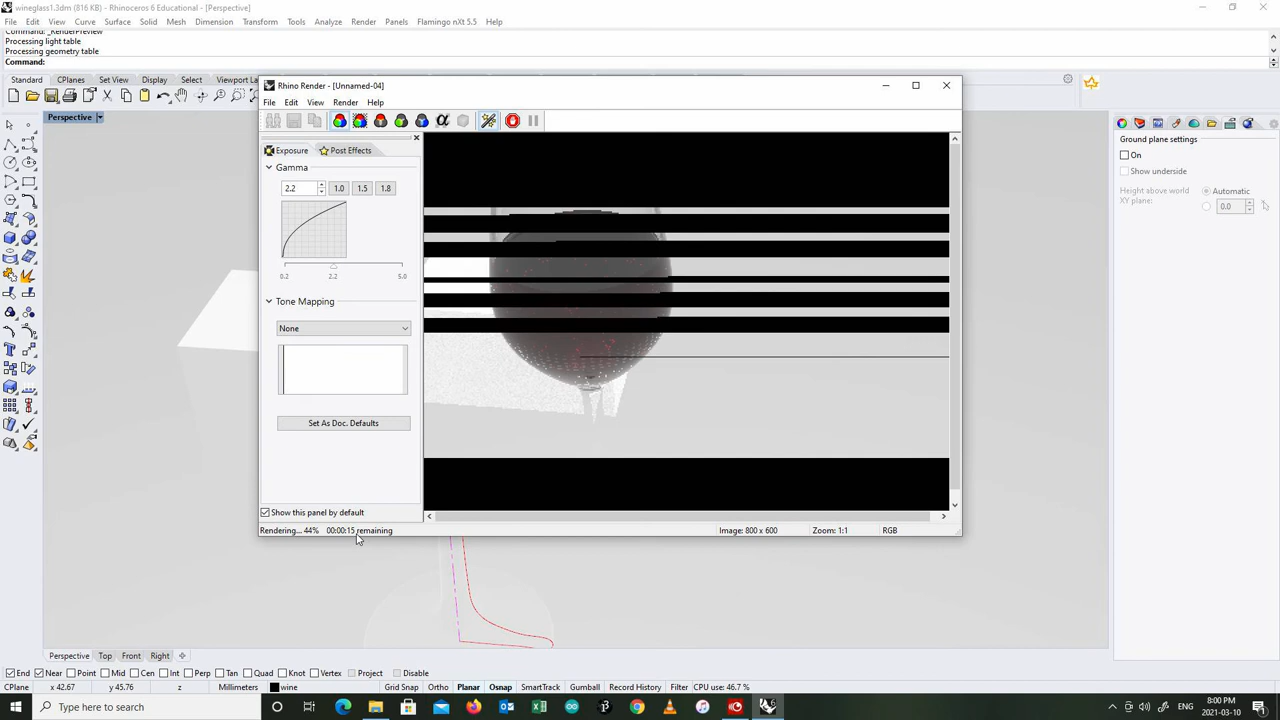 wineglass1.3dm (816 KB) - Rhinoceros 6 Educational - [Perspective]
File Edit View Curve Surface Solid Mesh Dimension Transform Tools Analyze Render Panels Flamingo nXt 5.5 Help
Command: _RenderPreview
Processing light table
Processing geometry table
Command:
Standard CPlanes Set View Display Select Viewport
Rhino Render - [Unnamed-04]
File Edit View Render Help
Perspective
Exposure Post Effects
Gamma
2.2 1.0 1.5 1.8
0.2 2.2 5.0
Tone Mapping
None
Set As Doc. Defaults
Show this panel by default
Rendering... 44% 00:00:15 remaining Image: 800 x 600 Zoom: 1:1 RGB
Ground plane settings
On
Show underside
Height above world Automatic
XY plane: 0.0
Perspective Top Front Right
End Near Point Mid Cen Int Perp Tan Quad Knot Vertex Project Disable
CPlane x 42.67 y 45.76 z Millimeters wine Grid Snap Ortho Planar Osnap SmartTrack Gumball Record History Filter CPU use: 46.7 %
Type here to search
ENG
8:00 PM
2021-03-10